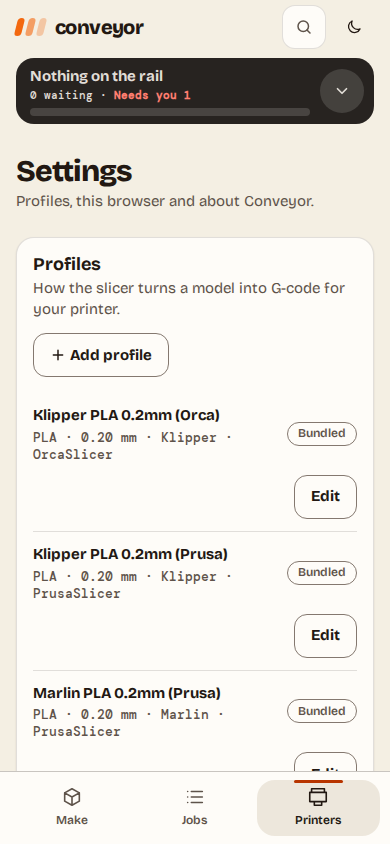 conveyor
Nothing on the rail
0 waiting · Needs you 1
Settings
Profiles, this browser and about Conveyor.
Profiles
How the slicer turns a model into G-code for
your printer.
+ Add profile
Klipper PLA 0.2mm (Orca)
PLA · 0.20 mm · Klipper ·
OrcaSlicer
Bundled
Edit
Klipper PLA 0.2mm (Prusa)
PLA · 0.20 mm · Klipper ·
PrusaSlicer
Bundled
Edit
Marlin PLA 0.2mm (Prusa)
PLA · 0.20 mm · Marlin ·
PrusaSlicer
Bundled
Make
Jobs
Printers